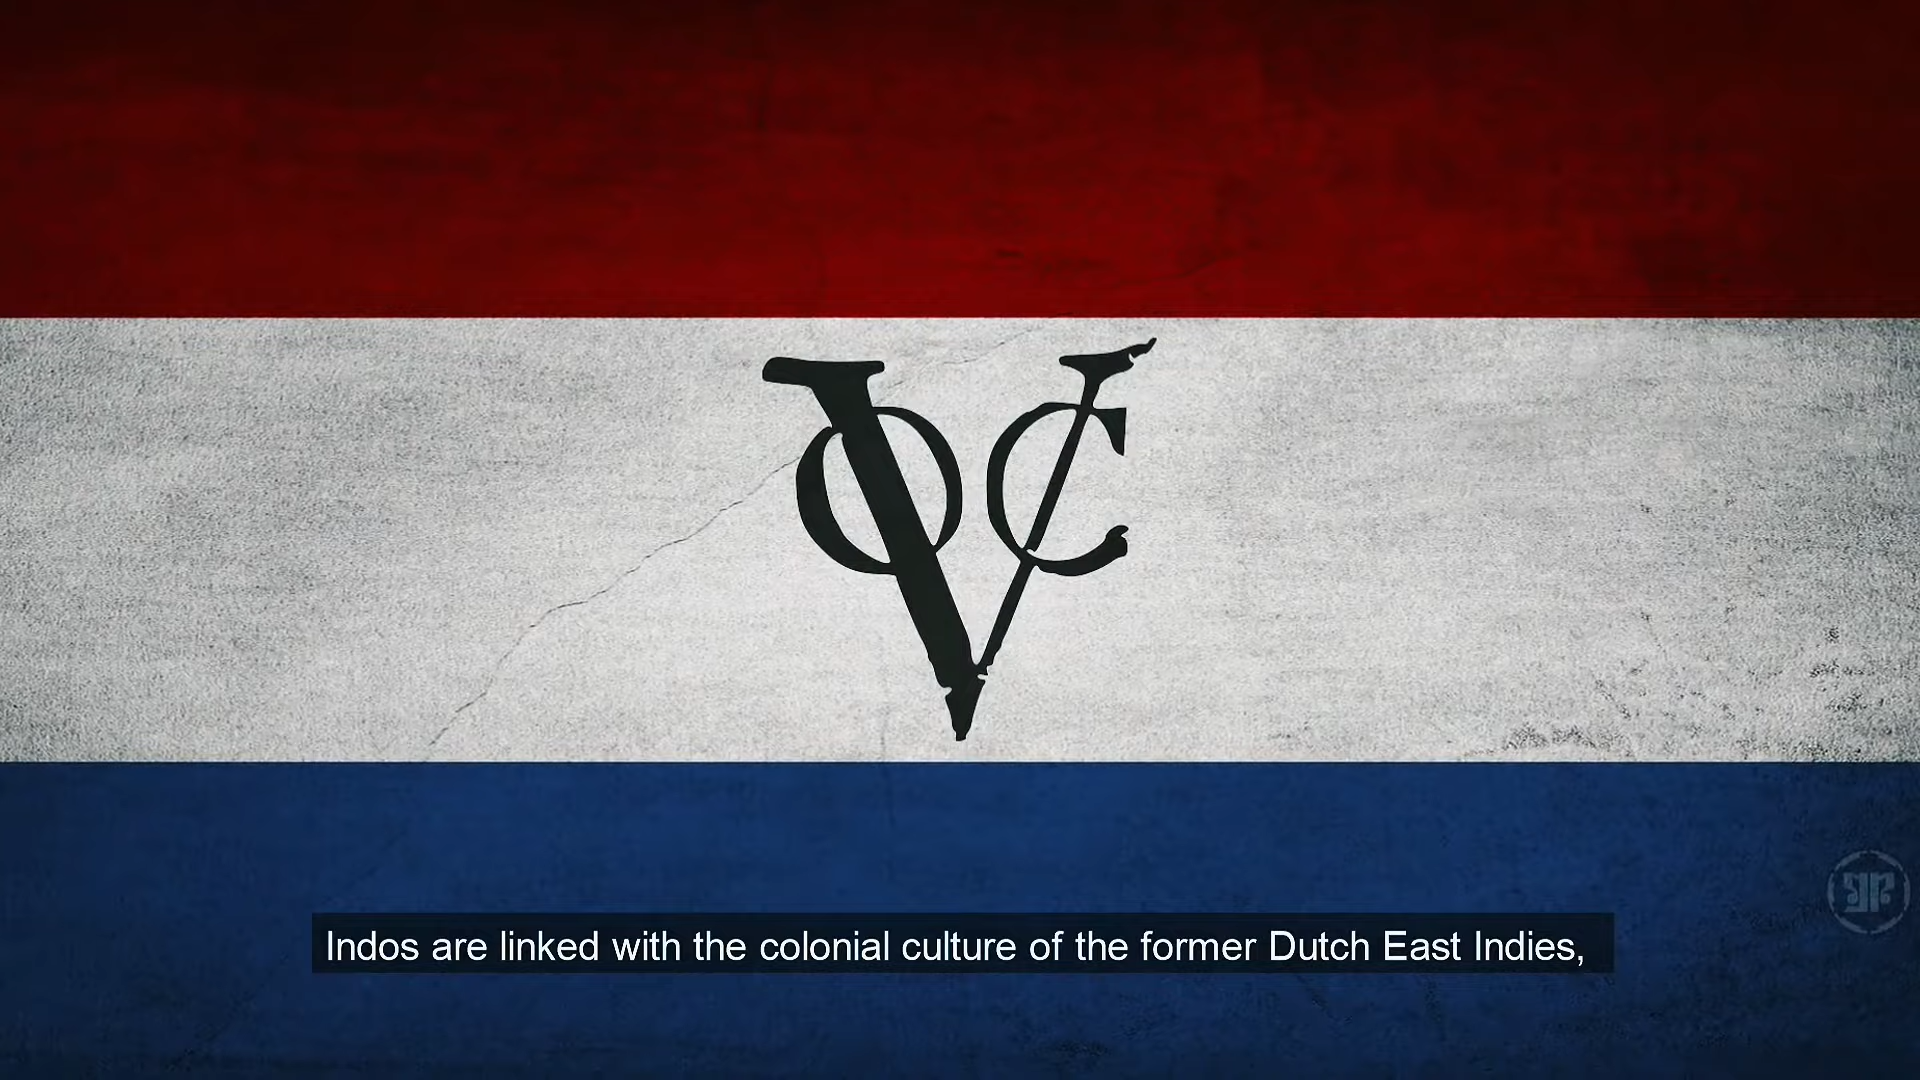 VOC
Indos are linked with the colonial culture of the former Dutch East Indies,